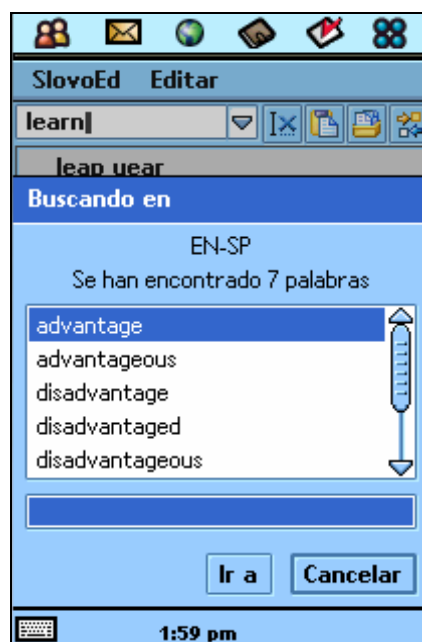 SlovoEd Editar
learn
leap year
Buscando en
EN-SP
Se han encontrado 7 palabras
advantage
advantageous
disadvantage
disadvantaged
disadvantageous
Ir a Cancelar
1:59 pm